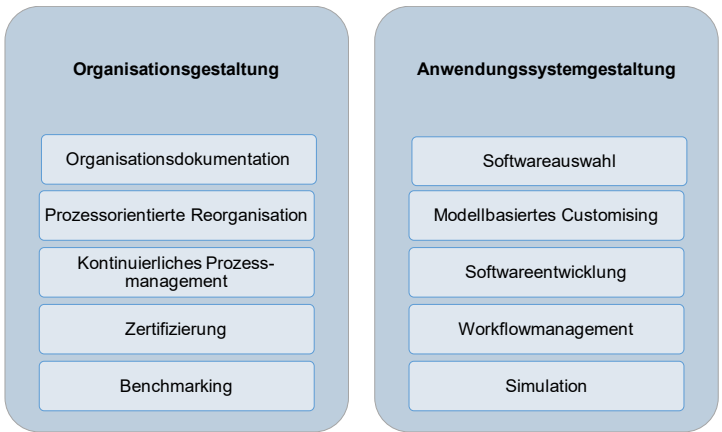 Organisationsgestaltung
Organisationsdokumentation
Prozessorientierte Reorganisation
Kontinuierliches Prozess-
management
Zertifizierung
Benchmarking
Anwendungssystemgestaltung
Softwareauswahl
Modellbasiertes Customising
Softwareentwicklung
Workflowmanagement
Simulation